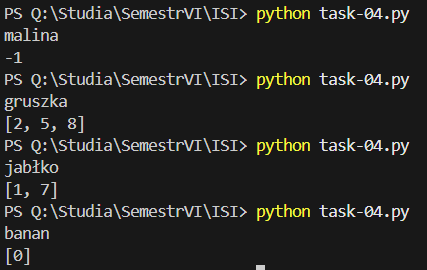 PS Q:\Studia\SemestrVI\ISI> python task-04.py
malina
-1
PS Q:\Studia\SemestrVI\ISI> python task-04.py
gruszka
[2, 5, 8]
PS Q:\Studia\SemestrVI\ISI> python task-04.py
jabłko
[1, 7]
PS Q:\Studia\SemestrVI\ISI> python task-04.py
banan
[0]